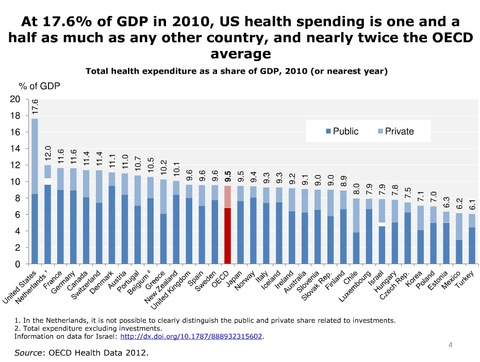 At 17.6% of GDP in 2010, US health spending is one and a
half as much as any other country, and nearly twice the OECD
average
Total health expenditure as a share of GDP, 2010 (or nearest year)
% of GDP
Public Private
20
18
16
14
12
10
8
6
4
2
0
17.6 12.0 11.6 11.6 11.4 11.4 11.1 11.0 10.7 10.5 10.2 10.1 9.6 9.6 9.6 9.5 9.5 9.4 9.3 9.3 9.2 9.1 9.0 9.0 8.9 8.0 7.9 7.9 7.8 7.5 7.1 7.0 6.3 6.2 6.1
United States
Netherlands ¹
France
Germany
Canada
Switzerland
Denmark
Austria
Portugal
Belgium ²
Greece
New Zealand
United Kingdom
Spain
Sweden
OECD
Japan
Norway
Italy
Iceland
Ireland
Australia
Slovenia
Slovak Rep.
Finland
Chile
Luxembourg
Israel
Hungary
Czech Rep.
Korea
Poland
Estonia
Mexico
Turkey
1. In the Netherlands, it is not possible to clearly distinguish the public and private share related to investments.
2. Total expenditure excluding investments.
Information on data for Israel: http://dx.doi.org/10.1787/888932315602.
Source: OECD Health Data 2012.
4